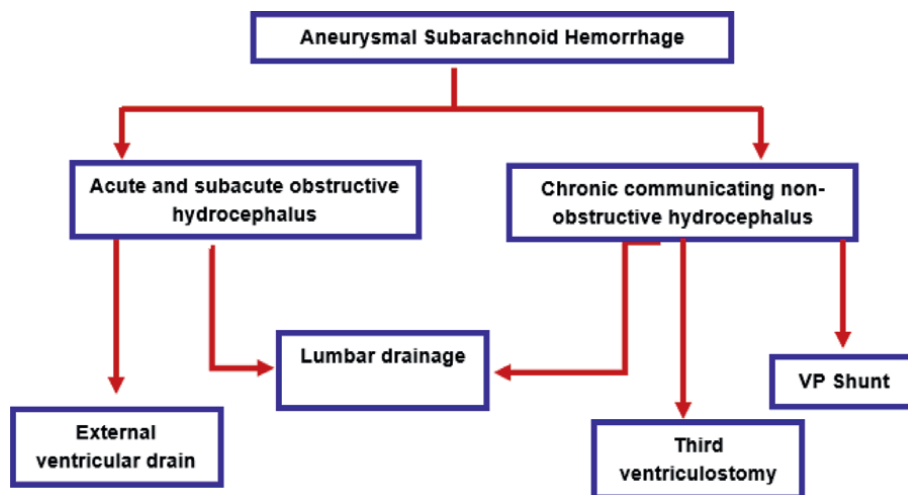 Aneurysmal Subarachnoid Hemorrhage
Acute and subacute obstructive
hydrocephalus
Chronic communicating non-
obstructive hydrocephalus
Lumbar drainage
VP Shunt
External
ventricular drain
Third
ventriculostomy